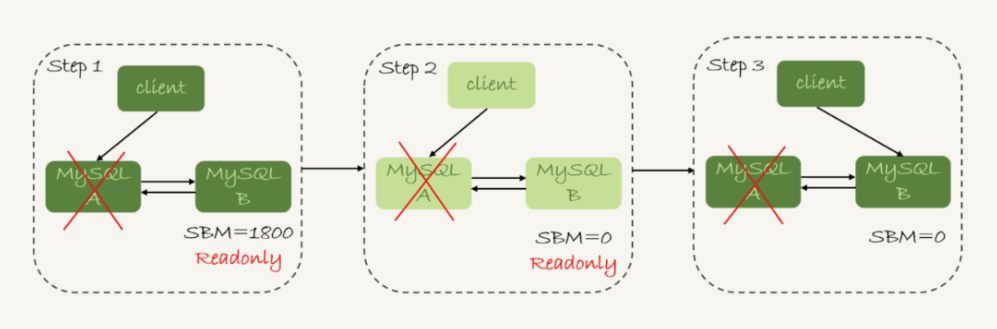 Step 1
client
MySQL
A
MySQL
B
SBM=1800
Readonly
Step 2
client
MySQL
A
MySQL
B
SBM=0
Readonly
Step 3
client
MySQL
A
MySQL
B
SBM=0